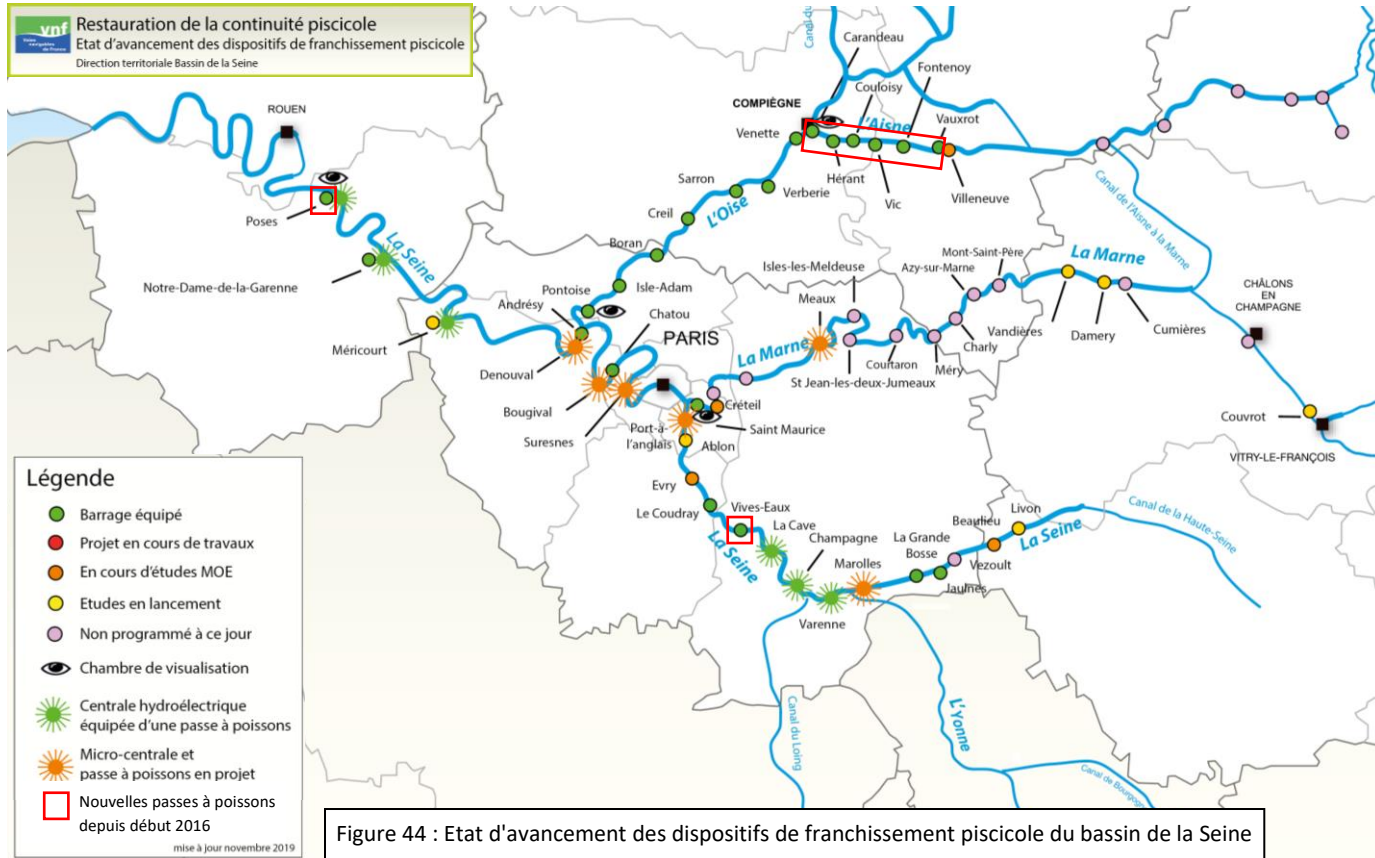 vnf
Voies
navigables
de France
Restauration de la continuité piscicole
Etat d'avancement des dispositifs de franchissement piscicole
Direction territoriale Bassin de la Seine
Canal du
Carandeau
Fontenoy
Couloisy
ROUEN
COMPIÈGNE
l'Aisne
Vauxrot
Venette
Hérant
Vic
Villeneuve
Sarron
Verberie
Poses
Creil
L'Oise
Canal de l'Aisne à la Marne
La Seine
Boran
Isles-les-Meldeuse
Mont-Saint-Père
Azy-sur-Marne
La Marne
Notre-Dame-de-la-Garenne
Andrésy
Pontoise
Isle-Adam
Chatou
Meaux
CHÂLONS
EN
CHAMPAGNE
PARIS
Méricourt
Denouval
La Marne
Courtaron
Méry
Charly
Vandières
Damery
Cumières
St Jean-les-deux-Jumeaux
Bougival
Suresnes
Créteil
Saint Maurice
Port-à-
l'anglais
Ablon
Couvrot
VITRY-LE-FRANÇOIS
Evry
Le Coudray
Vives-Eaux
La Cave
Champagne
Marolles
La Grande
Bosse
Beaulieu
Livon
Canal de la Haute-Seine
La Seine
Vezoult
Jaulnes
La Seine
Varenne
Canal du Loing
L'Yonne
Canal de Bourgogne
Légende
Barrage équipé
Projet en cours de travaux
En cours d'études MOE
Etudes en lancement
Non programmé à ce jour
Chambre de visualisation
Centrale hydroélectrique
équipée d'une passe à poissons
Micro-centrale et
passe à poissons en projet
Nouvelles passes à poissons
depuis début 2016
mise à jour novembre 2019
Figure 44 : Etat d'avancement des dispositifs de franchissement piscicole du bassin de la Seine